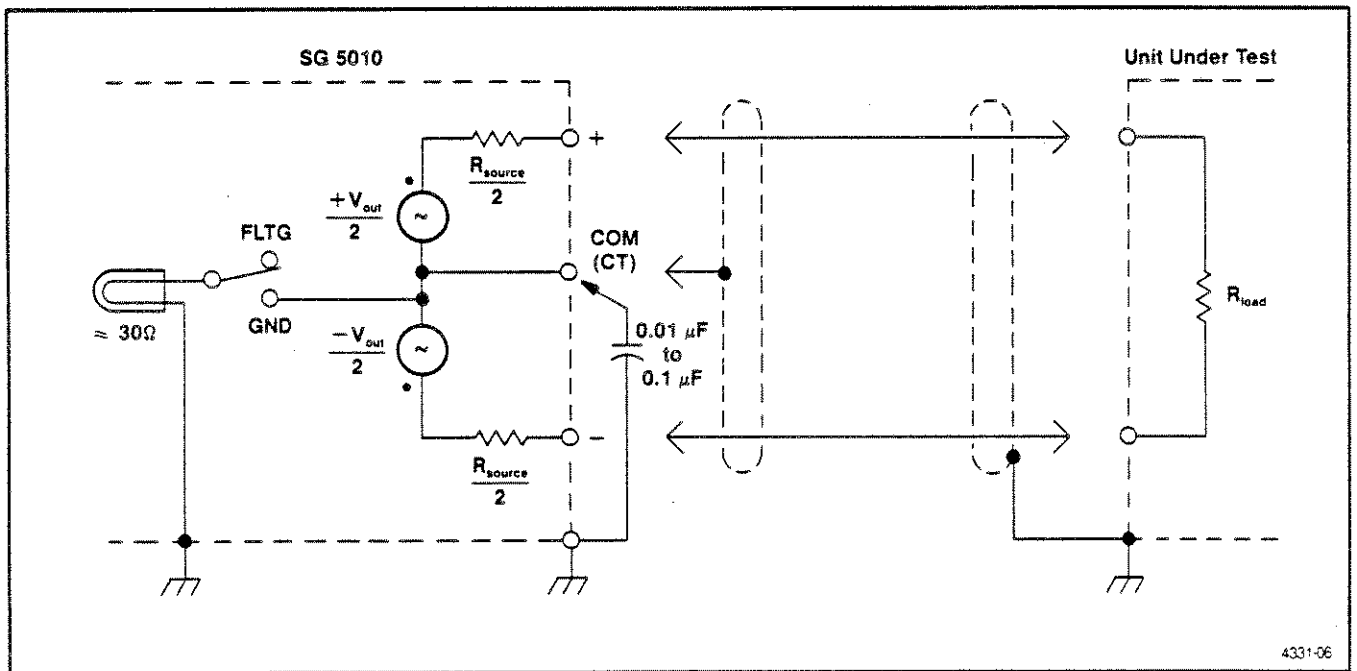 SG 5010
Unit Under Test
+
R_source
2
+V_out
2
~
FLTG
COM
(CT)
R_load
≈ 30Ω
GND
−V_out
2
~
0.01 μF
to
0.1 μF
−
R_source
2
4331-06